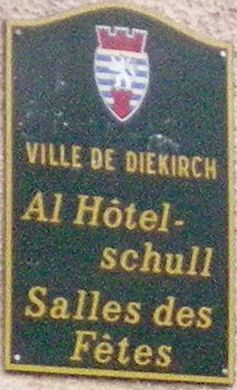 VILLE DE DIEKIRCH
Al Hôtel-
schull
Salles des
Fêtes